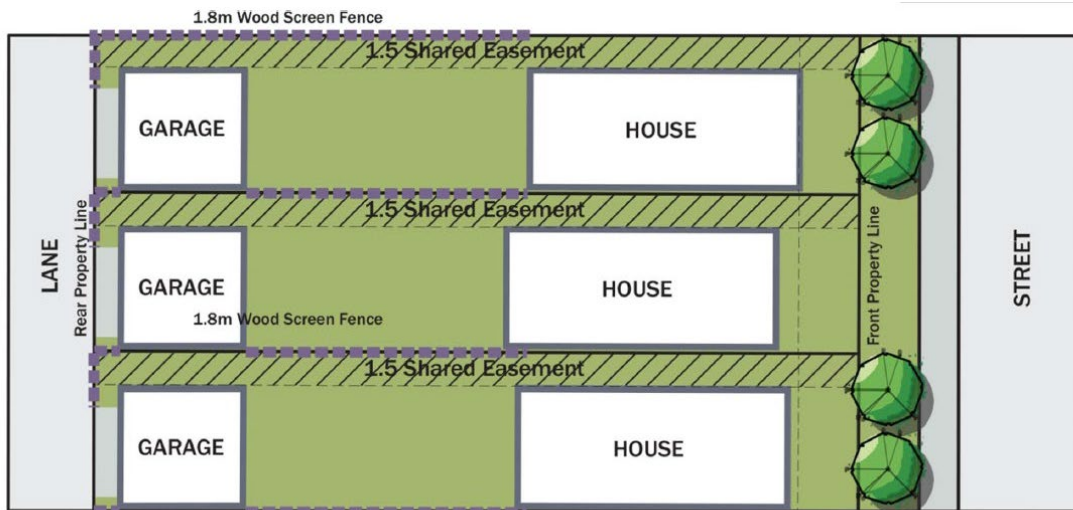 1.8m Wood Screen Fence
1.5 Shared Easement
GARAGE
HOUSE
1.5 Shared Easement
LANE
Rear Property Line
GARAGE
HOUSE
Front Property Line
STREET
1.8m Wood Screen Fence
1.5 Shared Easement
GARAGE
HOUSE